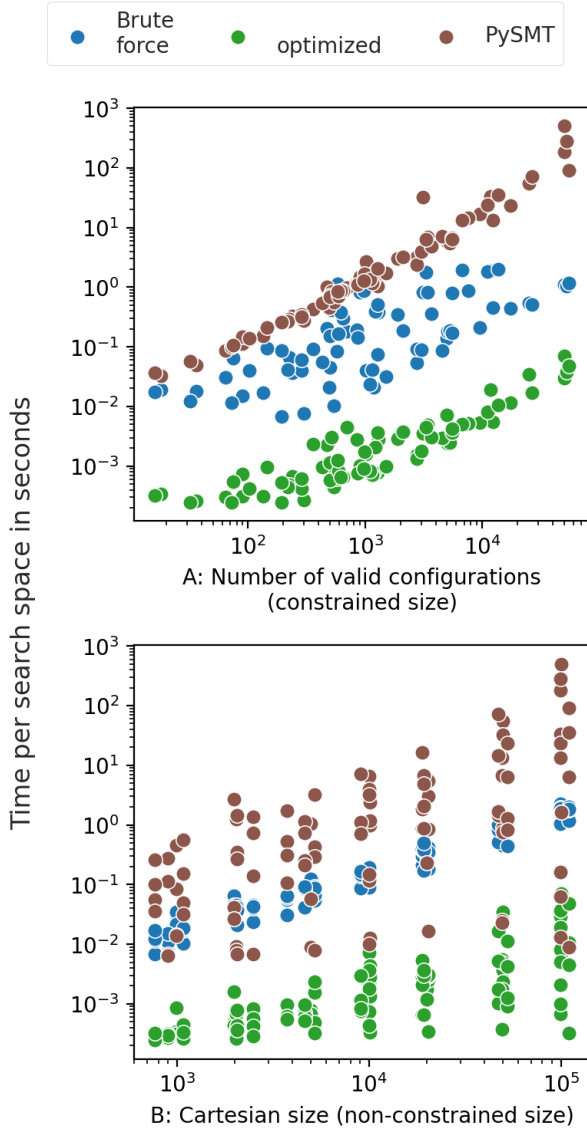 Brute
force
optimized
PySMT
Time per search space in seconds
10³
10²
10¹
10⁰
10⁻¹
10⁻²
10⁻³
10² 10³ 10⁴
A: Number of valid configurations
(constrained size)
10³
10²
10¹
10⁰
10⁻¹
10⁻²
10⁻³
10³ 10⁴ 10⁵
B: Cartesian size (non-constrained size)